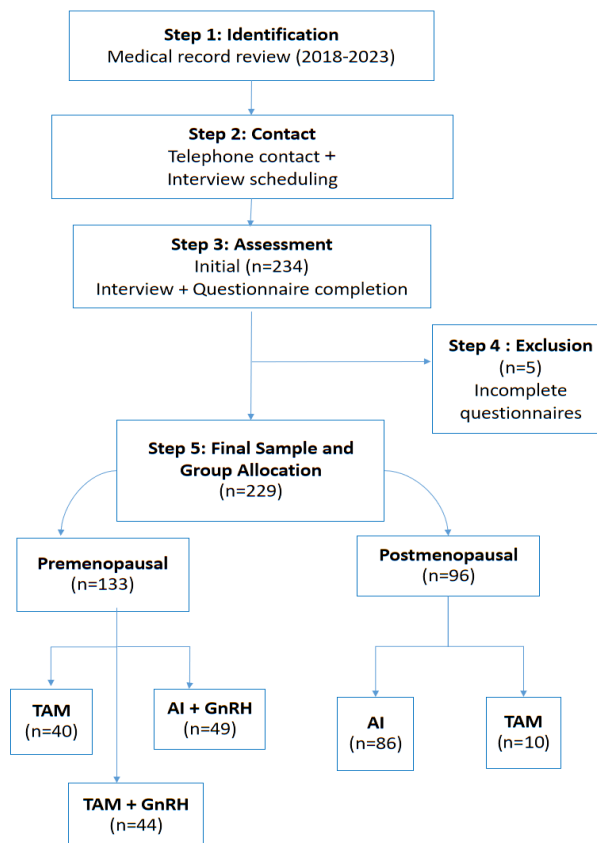 Step 1: Identification
Medical record review (2018-2023)
Step 2: Contact
Telephone contact +
Interview scheduling
Step 3: Assessment
Initial (n=234)
Interview + Questionnaire completion
Step 4 : Exclusion
(n=5)
Incomplete
questionnaires
Step 5: Final Sample and
Group Allocation
(n=229)
Premenopausal
(n=133)
Postmenopausal
(n=96)
TAM
(n=40)
AI + GnRH
(n=49)
TAM + GnRH
(n=44)
AI
(n=86)
TAM
(n=10)